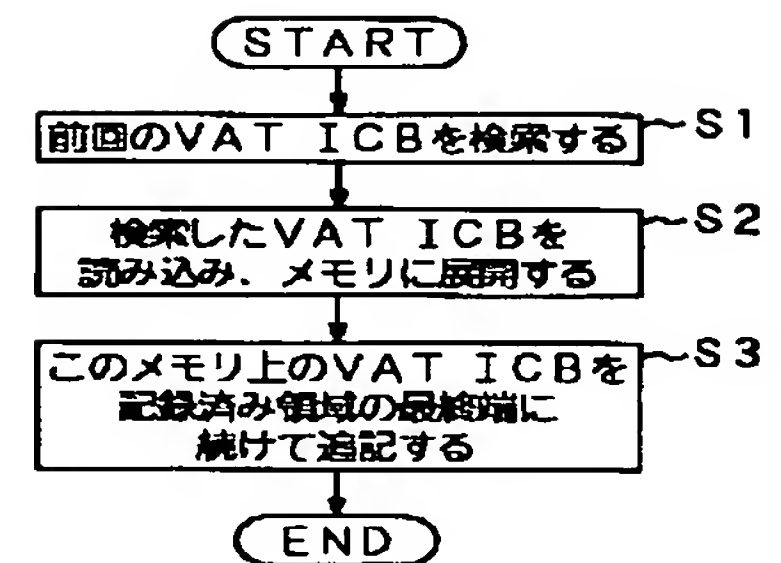 START
前回のVAT ICBを検索する
S1
検索したVAT ICBを
読み込み、メモリに展開する
S2
このメモリ上のVAT ICBを
記録済み領域の最終端に
続けて追記する
S3
END